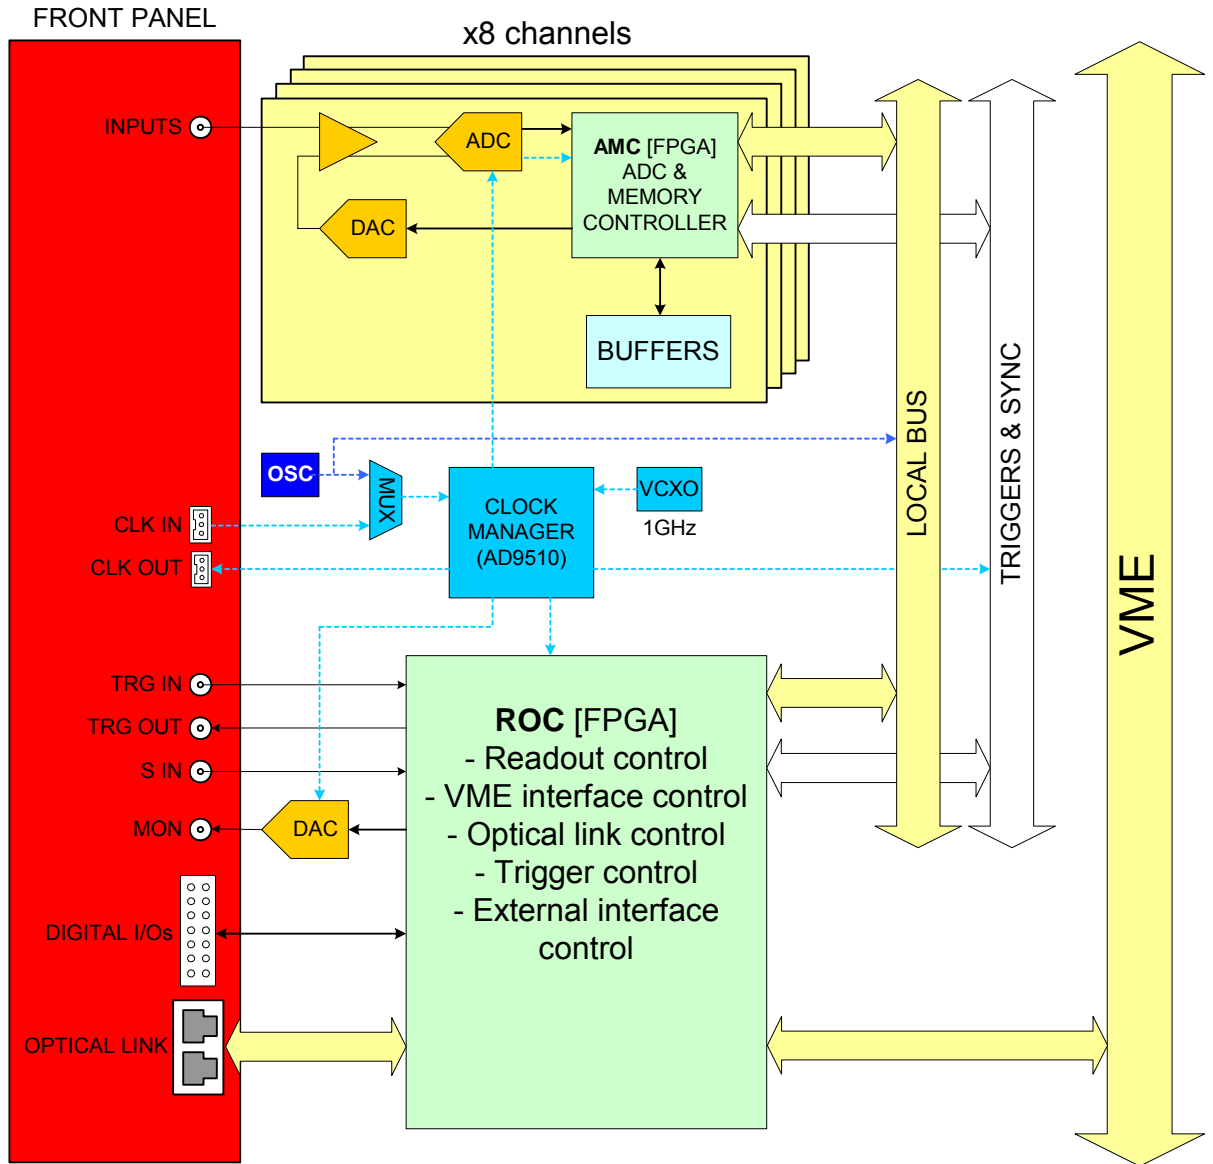 FRONT PANEL
x8 channels
INPUTS
ADC
AMC [FPGA]
ADC &
MEMORY
CONTROLLER
DAC
BUFFERS
OSC
MUX
CLOCK
MANAGER
(AD9510)
VCXO
1GHz
CLK IN
CLK OUT
LOCAL BUS
TRIGGERS & SYNC
VME
TRG IN
TRG OUT
S IN
MON
DAC
ROC [FPGA]
- Readout control
- VME interface control
- Optical link control
- Trigger control
- External interface
control
DIGITAL I/Os
OPTICAL LINK